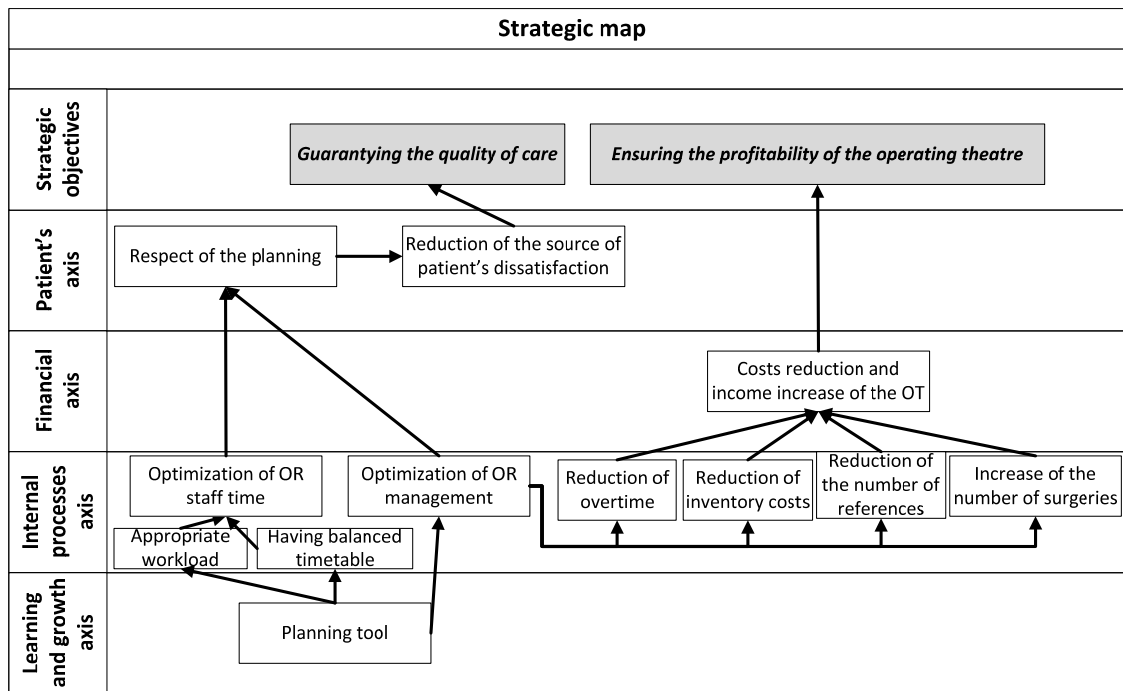 Strategic map
Strategic
objectives
Guarantying the quality of care
Ensuring the profitability of the operating theatre
Patient's
axis
Respect of the planning
Reduction of the source of
patient's dissatisfaction
Financial
axis
Costs reduction and
income increase of the OT
Internal
processes
axis
Optimization of OR
staff time
Optimization of OR
management
Reduction of
overtime
Reduction of
inventory costs
Reduction of
the number of
references
Increase of the
number of surgeries
Appropriate
workload
Having balanced
timetable
Learning
and growth
axis
Planning tool